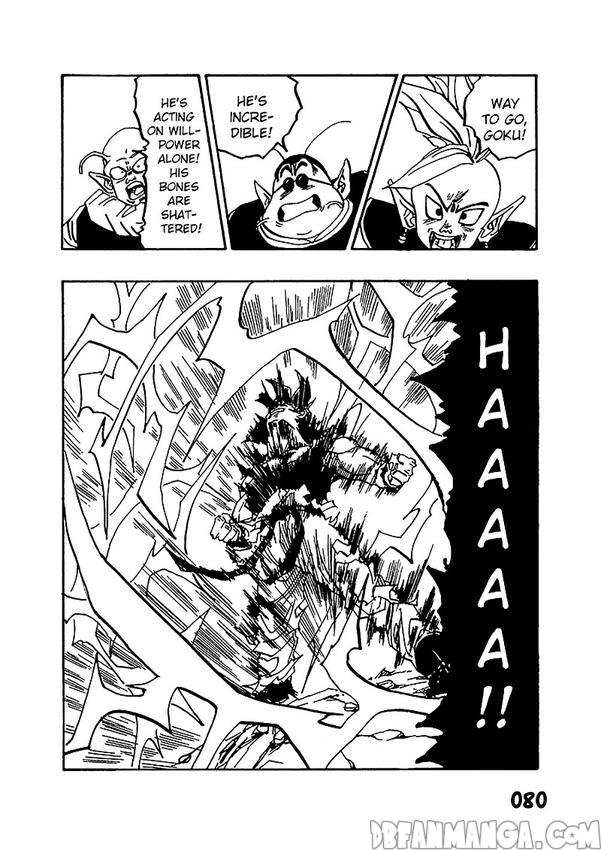 WAY
TO GO,
GOKU!
HE'S
INCRE-
DIBLE!
HE'S
ACTING
ON WILL-
POWER
ALONE!
HIS
BONES
ARE
SHAT-
TERED!
HAAAAA!!
080
DBFANMANGA.COM